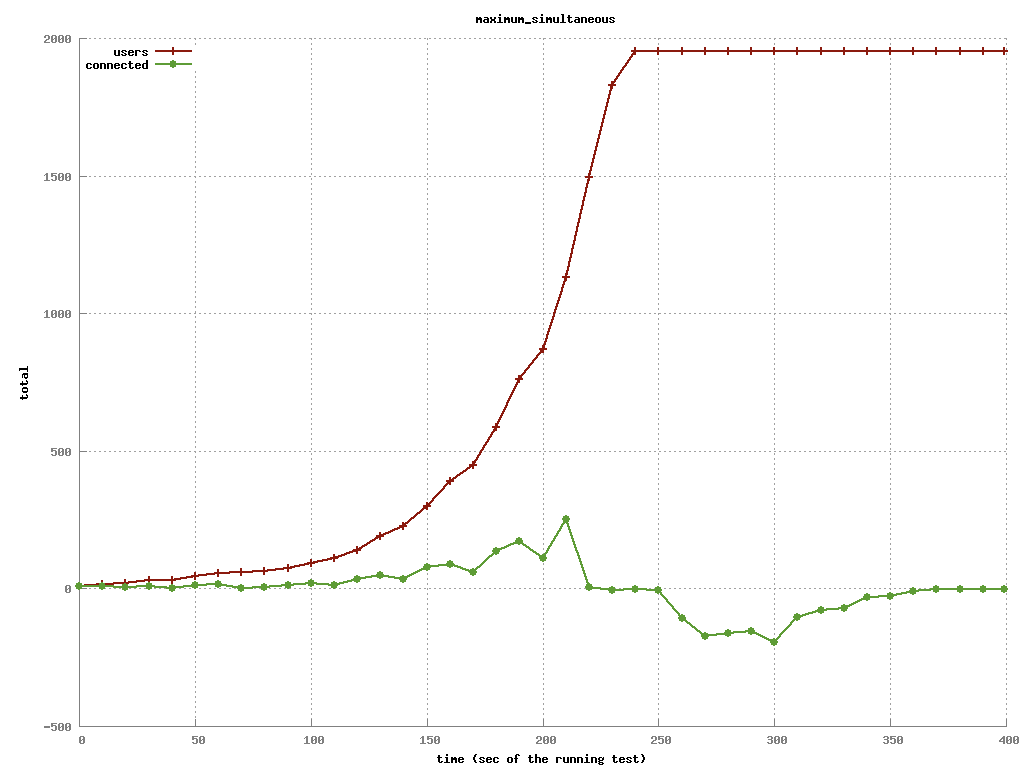 maximum_simultaneous
users
connected
2000
1500
1000
500
0
-500
total
0 50 100 150 200 250 300 350 400
time (sec of the running test)